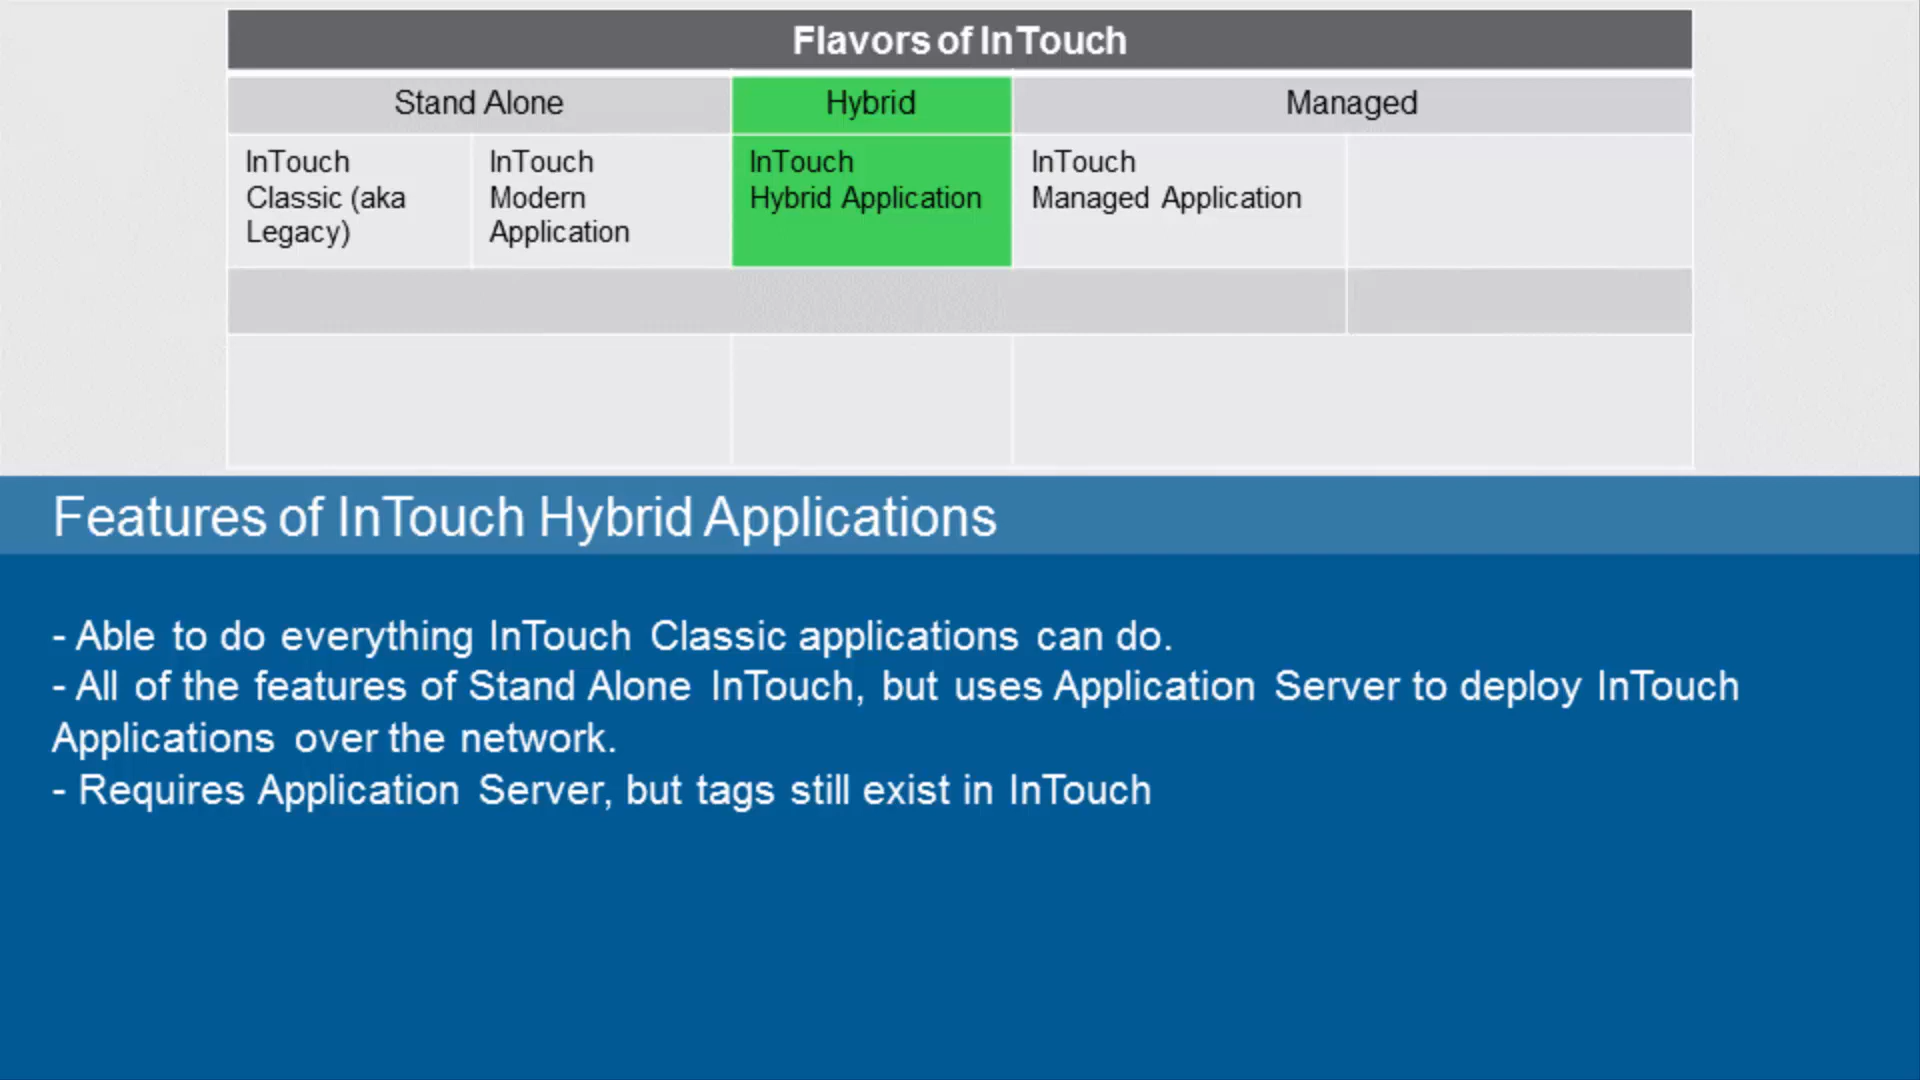 Flavors of InTouch
Stand Alone
Hybrid
Managed
InTouch
Classic (aka
Legacy)
InTouch
Modern
Application
InTouch
Hybrid Application
InTouch
Managed Application
Features of InTouch Hybrid Applications
- Able to do everything InTouch Classic applications can do.
- All of the features of Stand Alone InTouch, but uses Application Server to deploy InTouch
Applications over the network.
- Requires Application Server, but tags still exist in InTouch